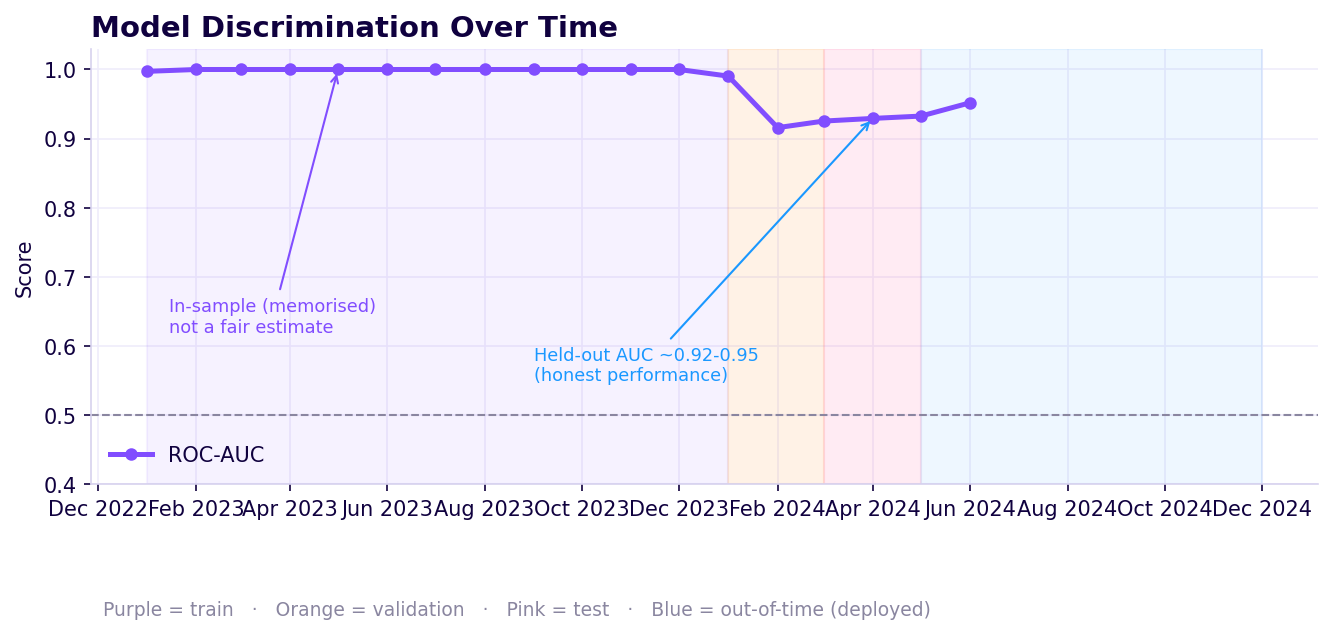 Model Discrimination Over Time
Score
1.0
0.9
0.8
0.7
0.6
0.5
0.4
In-sample (memorised)
not a fair estimate
Held-out AUC ~0.92-0.95
(honest performance)
ROC-AUC
Dec 2022 Feb 2023 Apr 2023 Jun 2023 Aug 2023 Oct 2023 Dec 2023 Feb 2024 Apr 2024 Jun 2024 Aug 2024 Oct 2024 Dec 2024
Purple = train · Orange = validation · Pink = test · Blue = out-of-time (deployed)